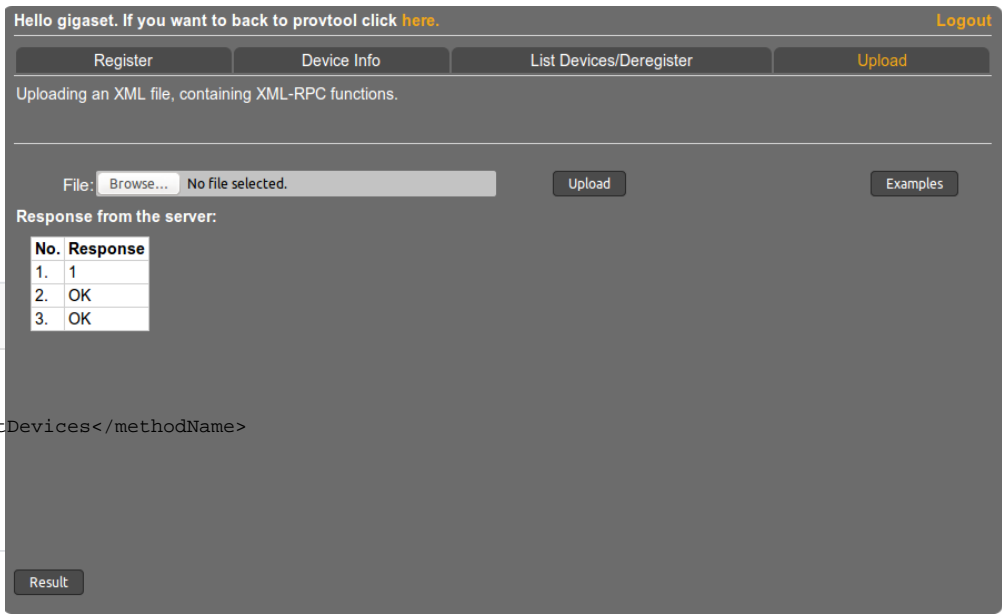 Hello gigaset. If you want to back to provtool click here. Logout
Register Device Info List Devices/Deregister Upload
Uploading an XML file, containing XML-RPC functions.
File: Browse... No file selected. Upload Examples
Response from the server:
No. Response
1. 1
2. OK
3. OK
Devices</methodName>
Result